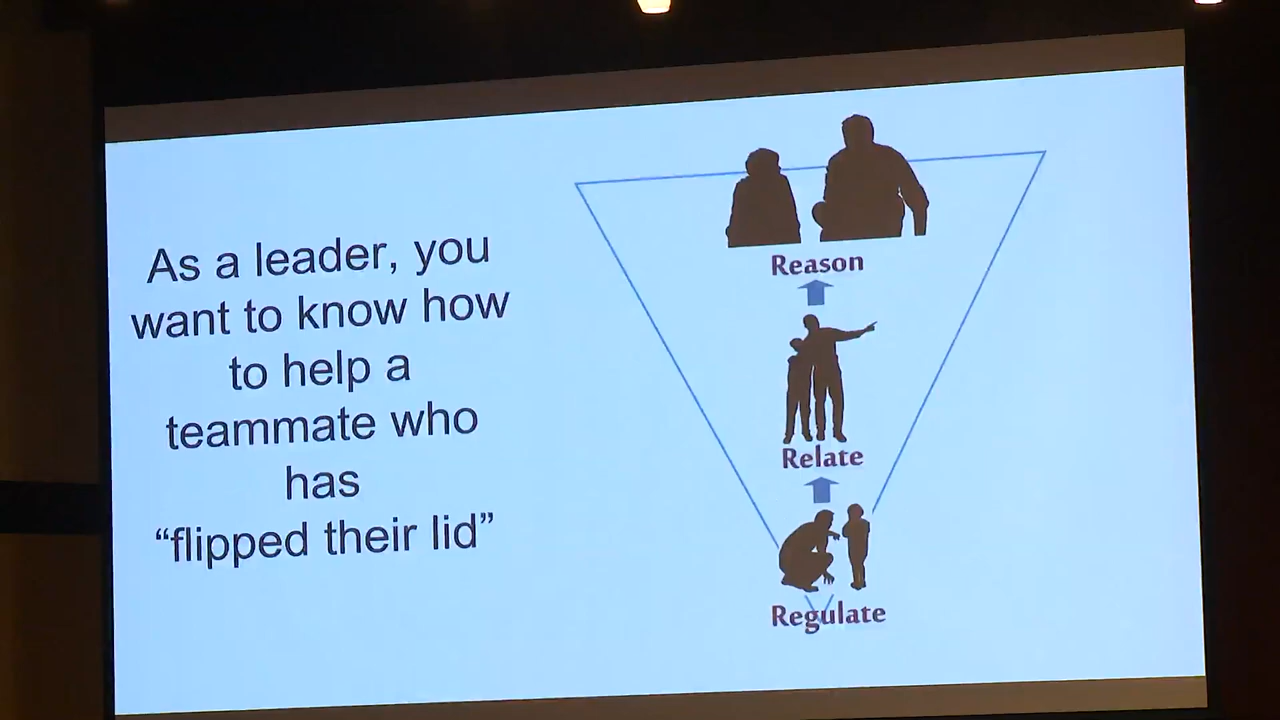 As a leader, you
want to know how
to help a
teammate who
has
“flipped their lid”
Reason
Relate
Regulate